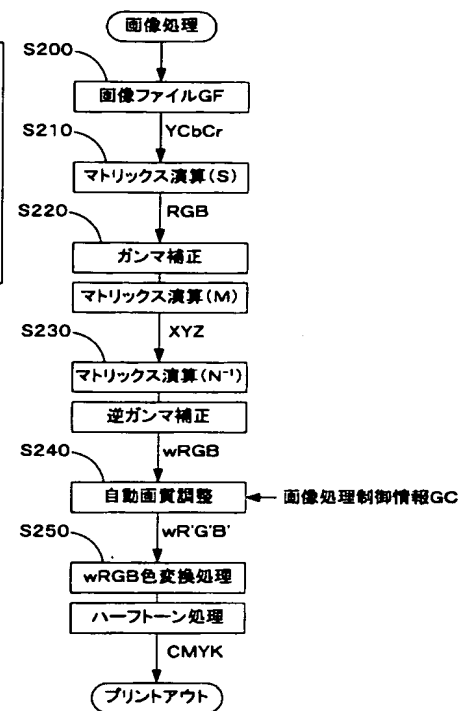 画像処理
S200
画像ファイルGF
YCbCr
S210
マトリックス演算(S)
RGB
S220
ガンマ補正
マトリックス演算(M)
XYZ
S230
マトリックス演算(N⁻¹)
逆ガンマ補正
wRGB
S240
自動画質調整
画像処理制御情報GC
wR'G'B'
S250
wRGB色変換処理
ハーフトーン処理
CMYK
プリントアウト